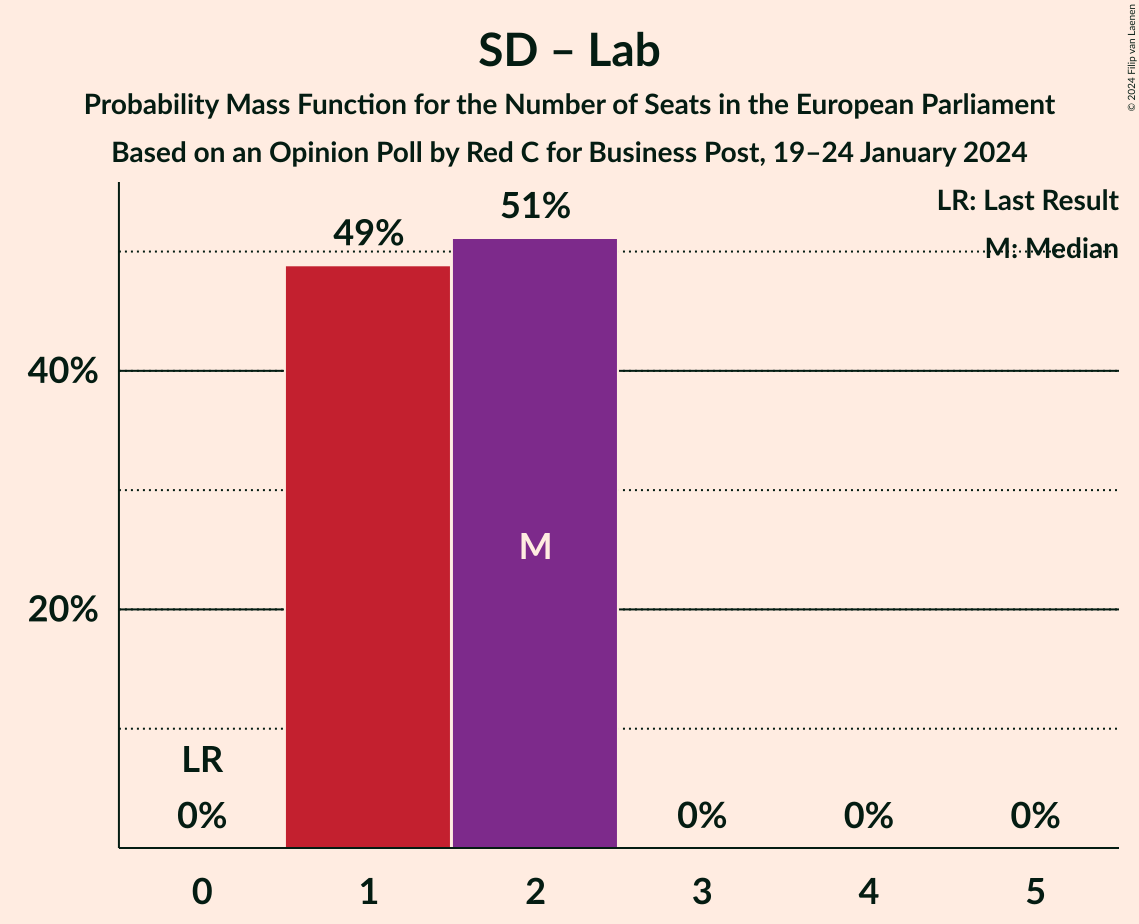 SD – Lab
Probability Mass Function for the Number of Seats in the European Parliament
Based on an Opinion Poll by Red C for Business Post, 19–24 January 2024
© 2024 Filip van Laenen
LR: Last Result
M: Median
49%
51%
40%
20%
M
LR
0%
0%
0%
0%
0
1
2
3
4
5